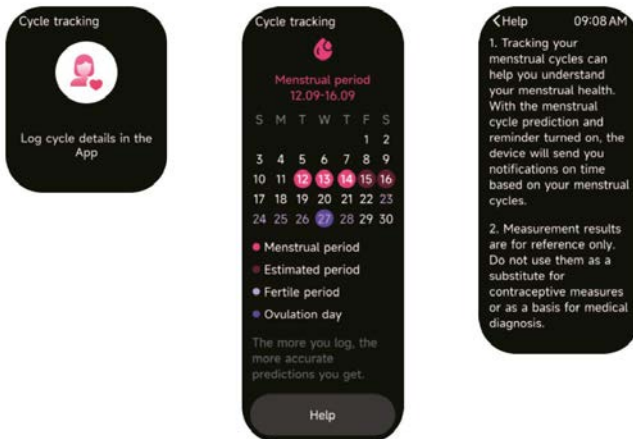 Cycle tracking
Log cycle details in the
App
Cycle tracking
Menstrual period
12.09-16.09
S M T W T F S
1 2
3 4 5 6 7 8 9
10 11 12 13 14 15 16
17 18 19 20 21 22 23
24 25 26 27 28 29 30
Menstrual period
Estimated period
Fertile period
Ovulation day
The more you log, the
more accurate
predictions you get.
Help
<Help 09:08 AM
1. Tracking your
menstrual cycles can
help you understand
your menstrual health.
With the menstrual
cycle prediction and
reminder turned on, the
device will send you
notifications on time
based on your menstrual
cycles.
2. Measurement results
are for reference only.
Do not use them as a
substitute for
contraceptive measures
or as a basis for medical
diagnosis.